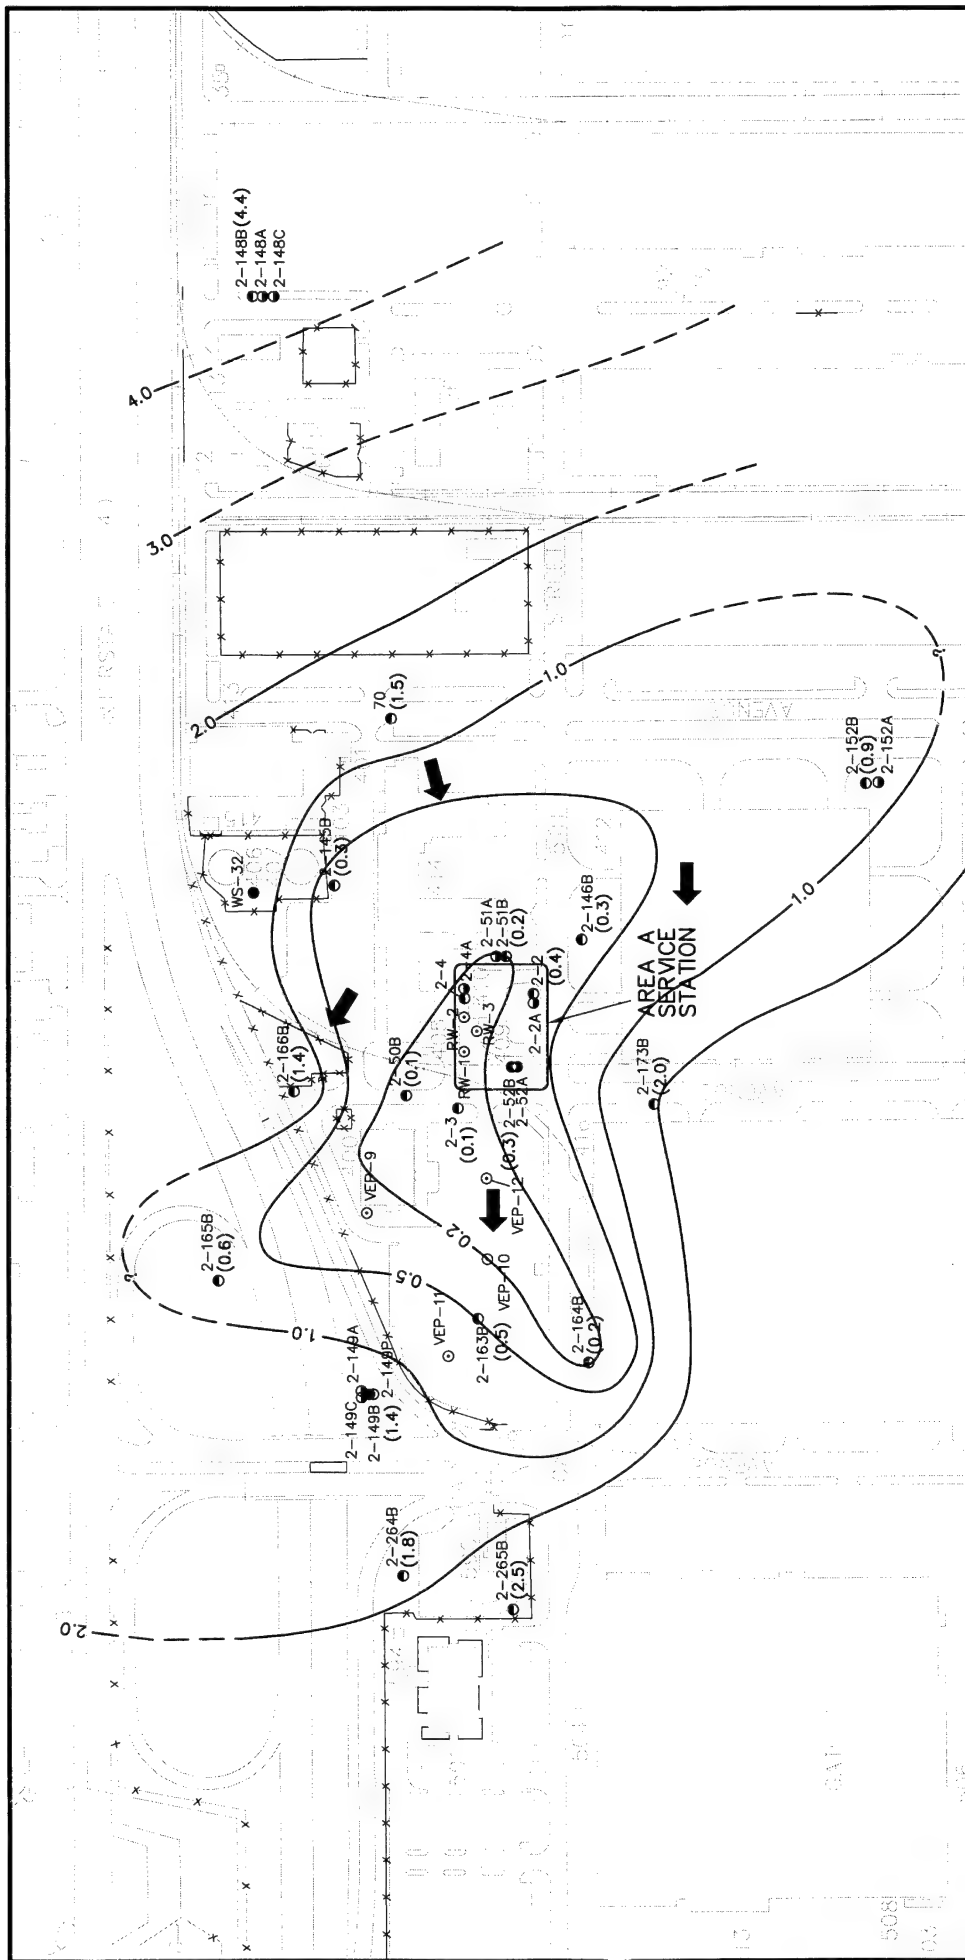 2-148B(4.4)
2-148A
2-148C
4.0
3.0
2.0
70
(1.5)
1.0
AVEN
?
2-152B
(0.9)
2-152A
1.0
WS-32
2-145B
(0.3)
2-51A
2-51B
(0.2)
2-146B
(0.3)
2-4
2-4A
RW-2
RW-3
RW-1
2-2
(0.4)
2-2A
AREA A
SERVICE
STATION
2-166B
(1.4)
2-50B
(0.1)
2-3
(0.1)
2-52B
2-52A
(0.3)
2-173B
(2.0)
VEP-9
VEP-12
0.2
VEP-10
0.5
2-165B
(0.6)
?
1.0
VEP-11
2-163B
(0.5)
2-164B
(0.2)
2-149A
2-149P
2-149C
2-149B
(1.4)
2-264B
(1.8)
2-265B
(2.5)
2.0
508